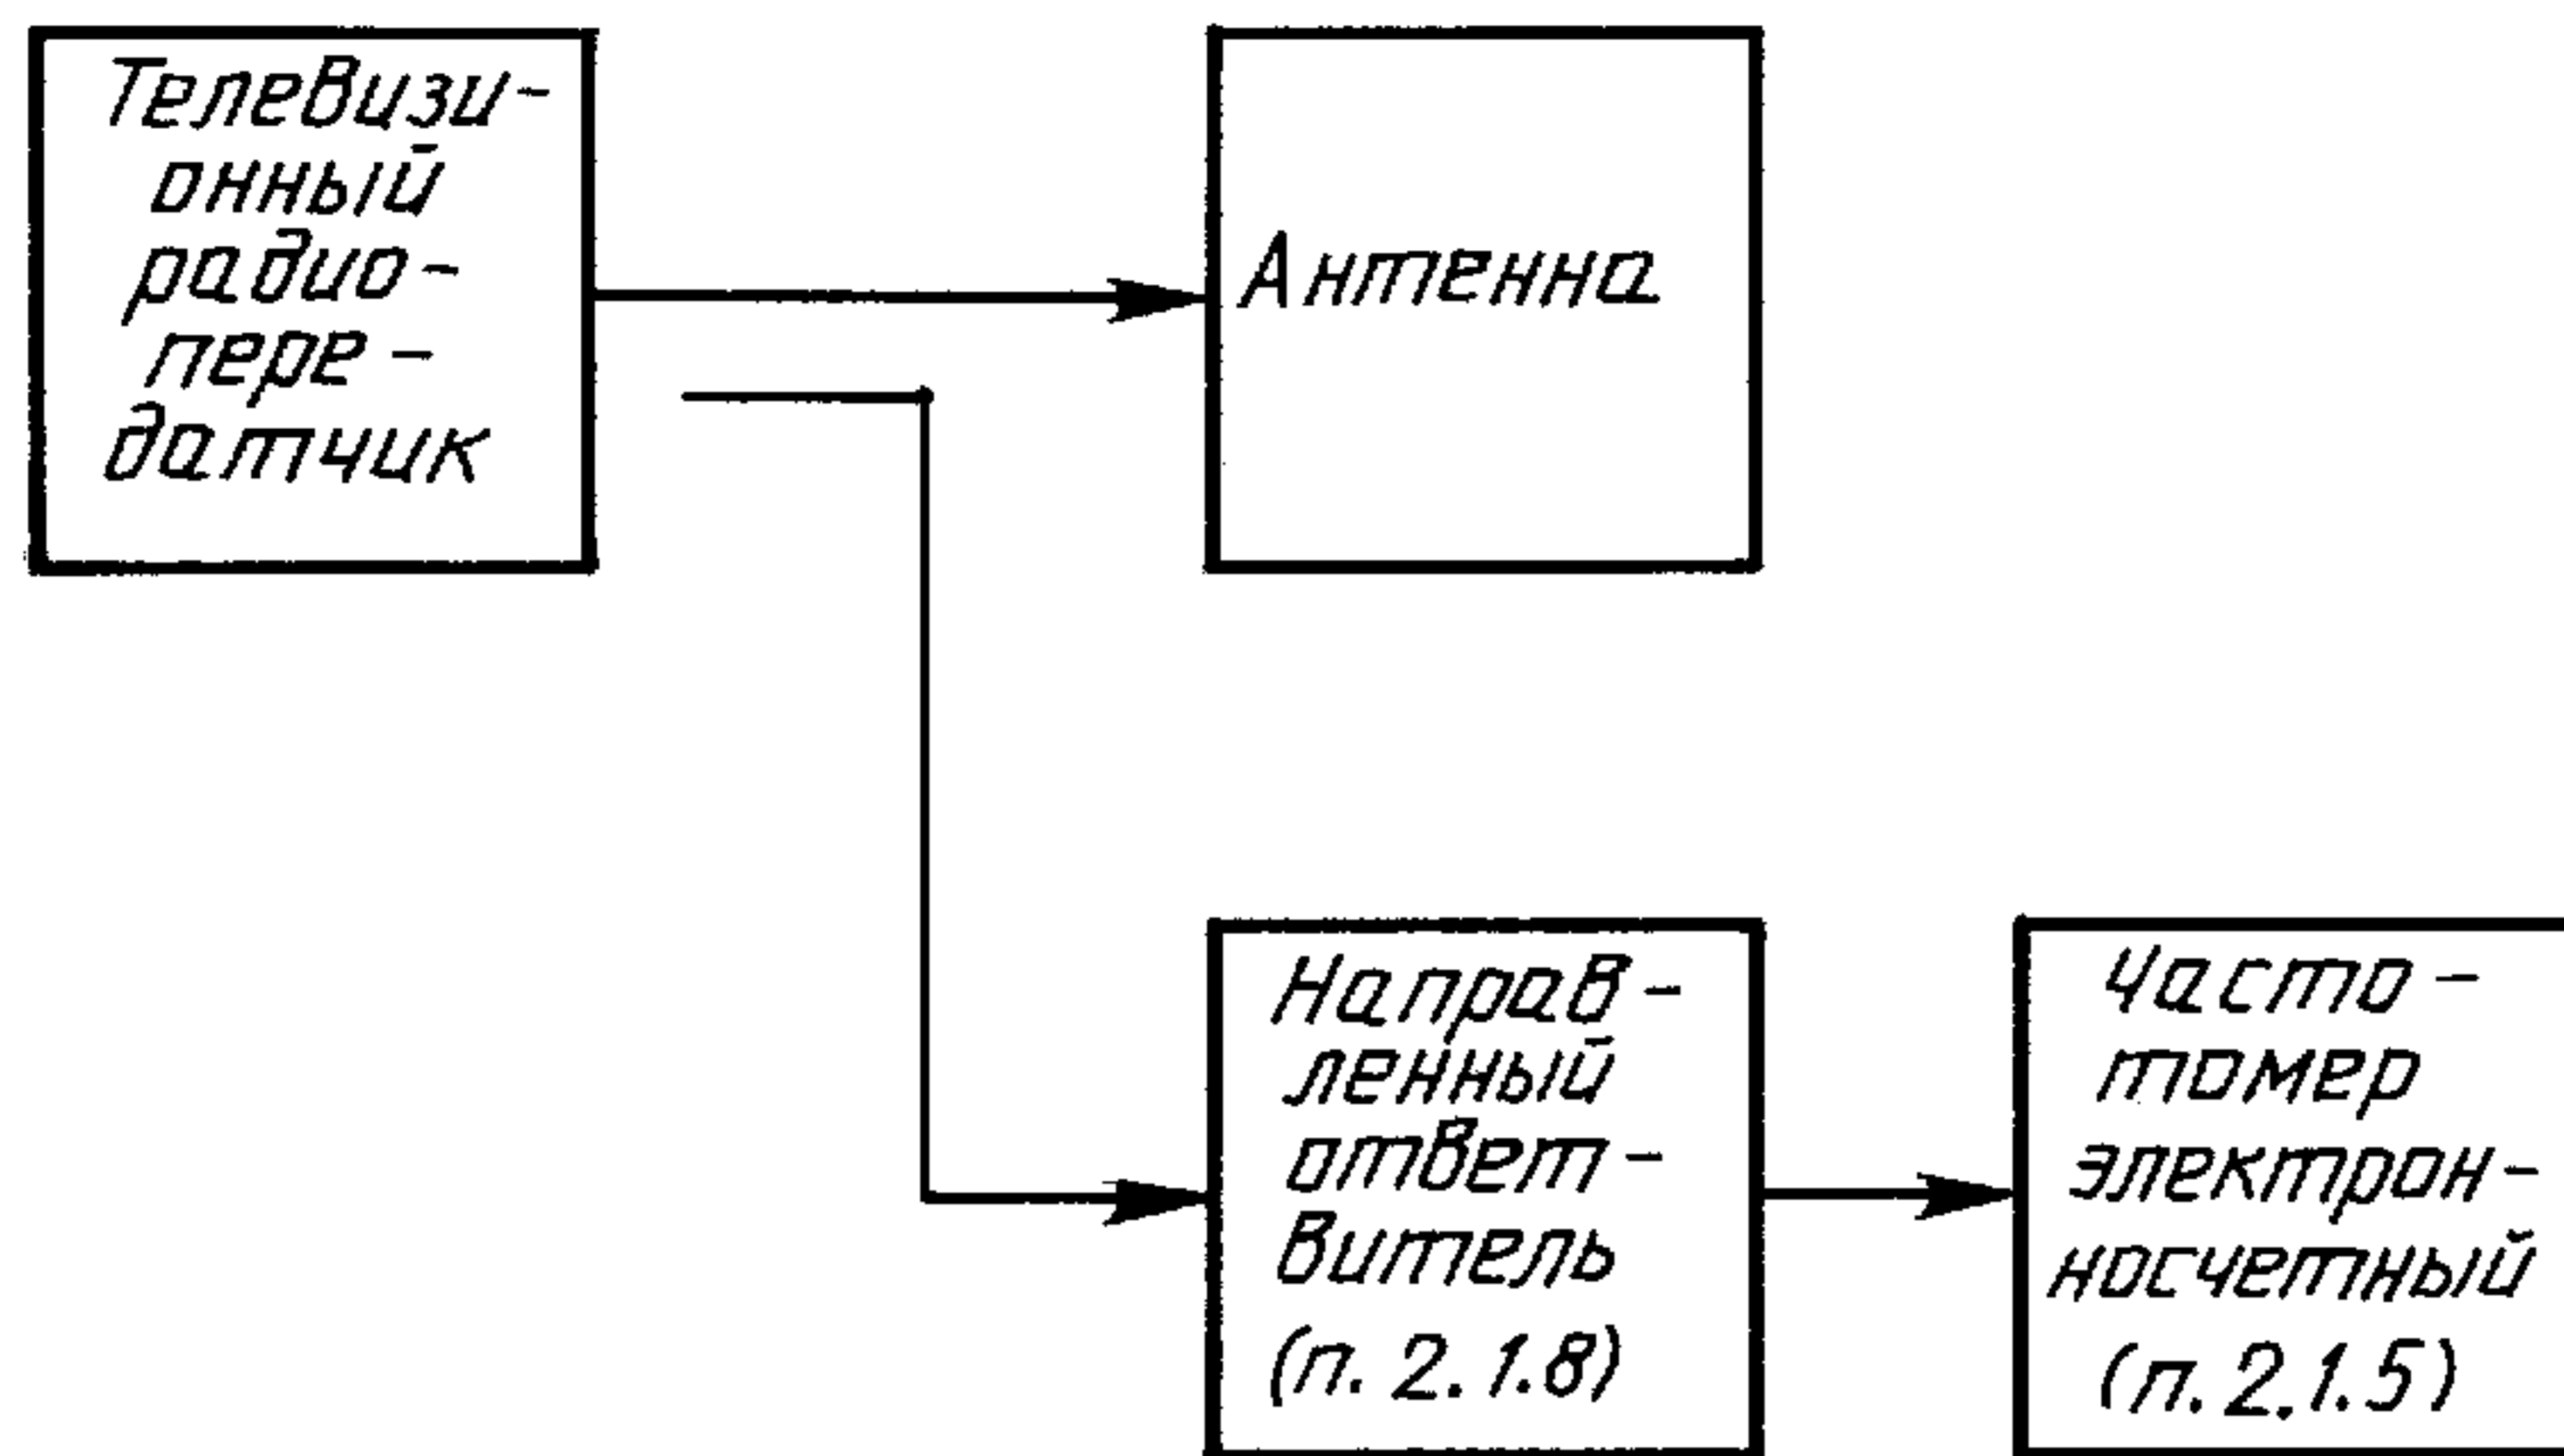 Телевизи-
онный
радио-
пере-
датчик
Антенна
Направ-
ленный
ответ-
витель
(п. 2.1.8)
Часто-
томер
электрон-
носчетный
(п. 2.1.5)